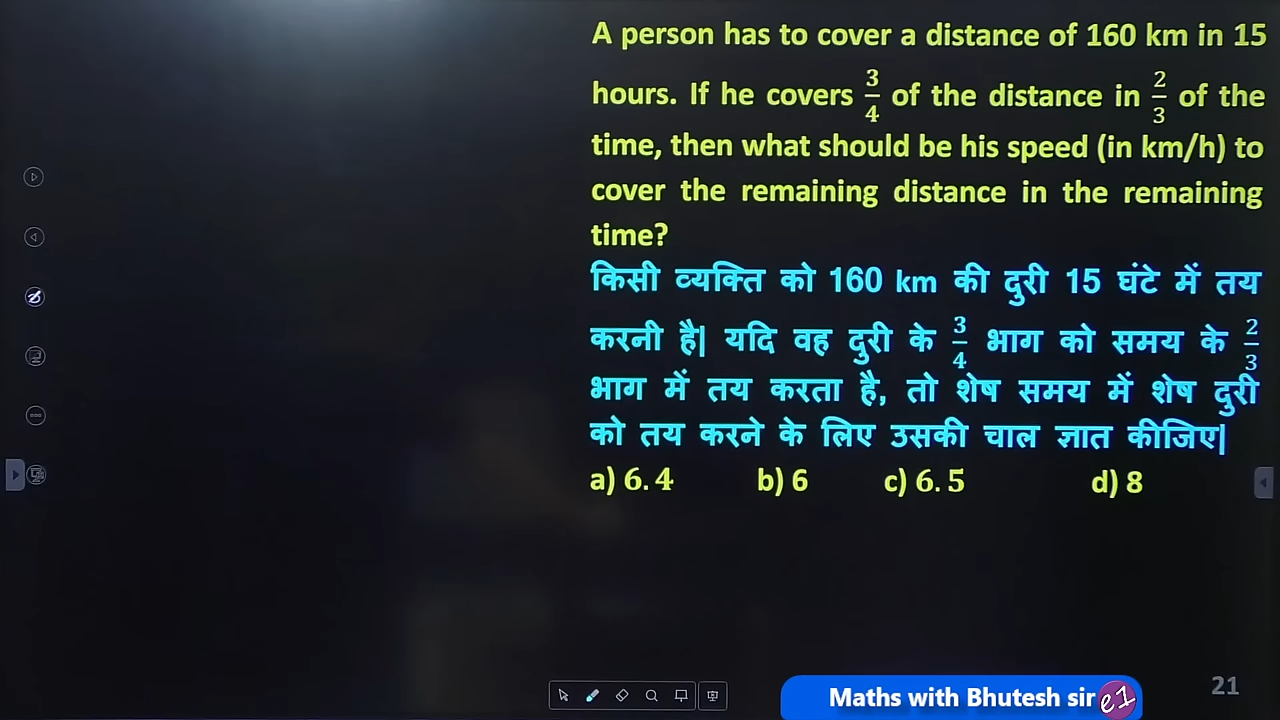 A person has to cover a distance of 160 km in 15
hours. If he covers 3/4 of the distance in 2/3 of the
time, then what should be his speed (in km/h) to
cover the remaining distance in the remaining
time?
किसी व्यक्ति को 160 km की दुरी 15 घंटे में तय
करनी है| यदि वह दुरी के 3/4 भाग को समय के 2/3
भाग में तय करता है, तो शेष समय में शेष दुरी
को तय करने के लिए उसकी चाल ज्ञात कीजिए|
a) 6.4 b) 6 c) 6.5 d) 8
Maths with Bhutesh sir e1
21